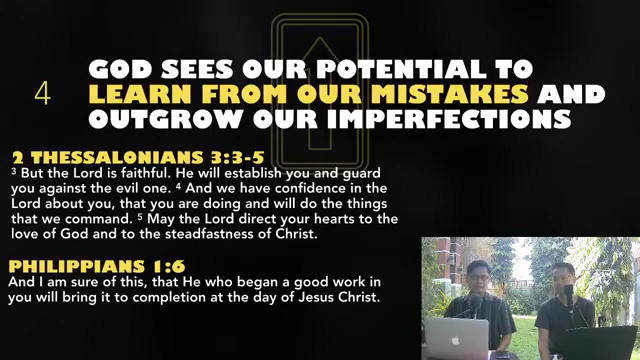 4
GOD SEES OUR POTENTIAL TO
LEARN FROM OUR MISTAKES AND
OUTGROW OUR IMPERFECTIONS
2 THESSALONIANS 3:3-5
³ But the Lord is faithful. He will establish you and guard
you against the evil one. ⁴ And we have confidence in the
Lord about you, that you are doing and will do the things
that we command. ⁵ May the Lord direct your hearts to the
love of God and to the steadfastness of Christ.
PHILIPPIANS 1:6
And I am sure of this, that He who began a good work in
you will bring it to completion at the day of Jesus Christ.